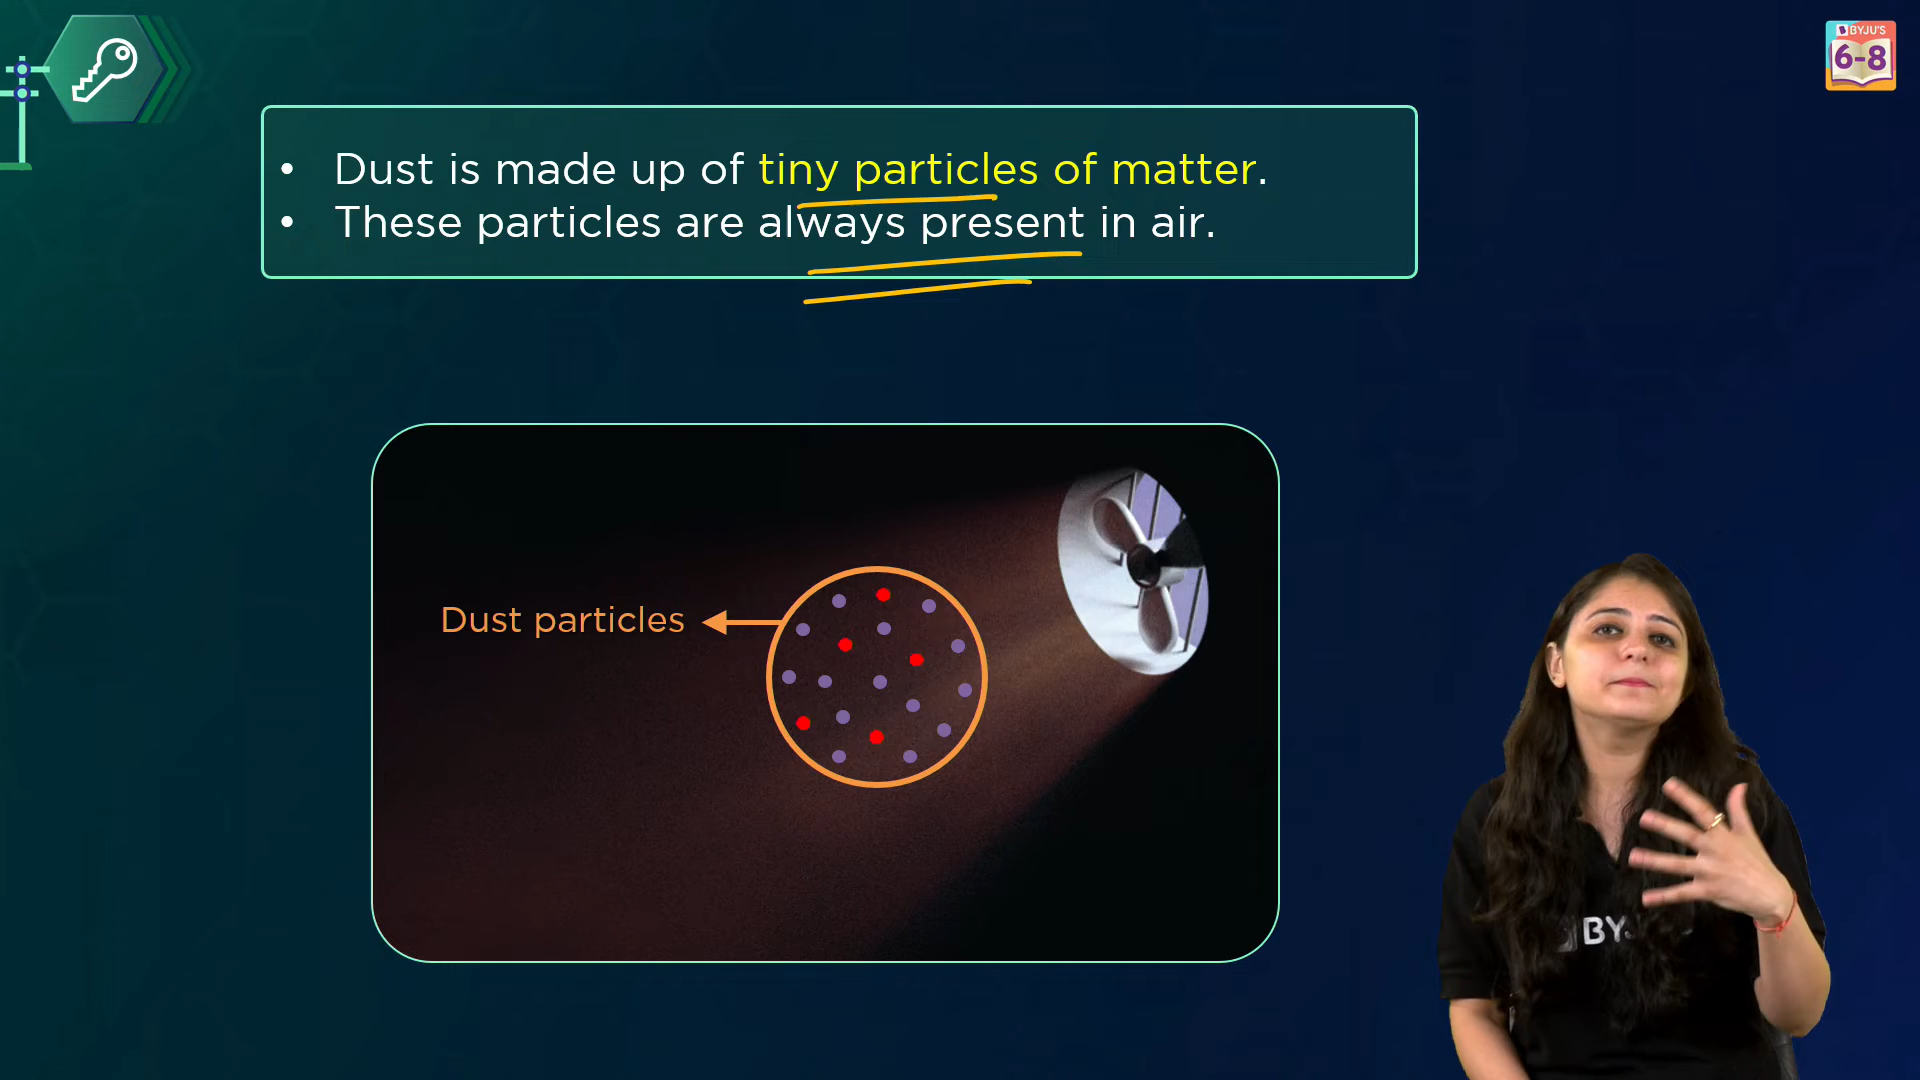 BYJU'S
6-8
• Dust is made up of tiny particles of matter.
• These particles are always present in air.
Dust particles